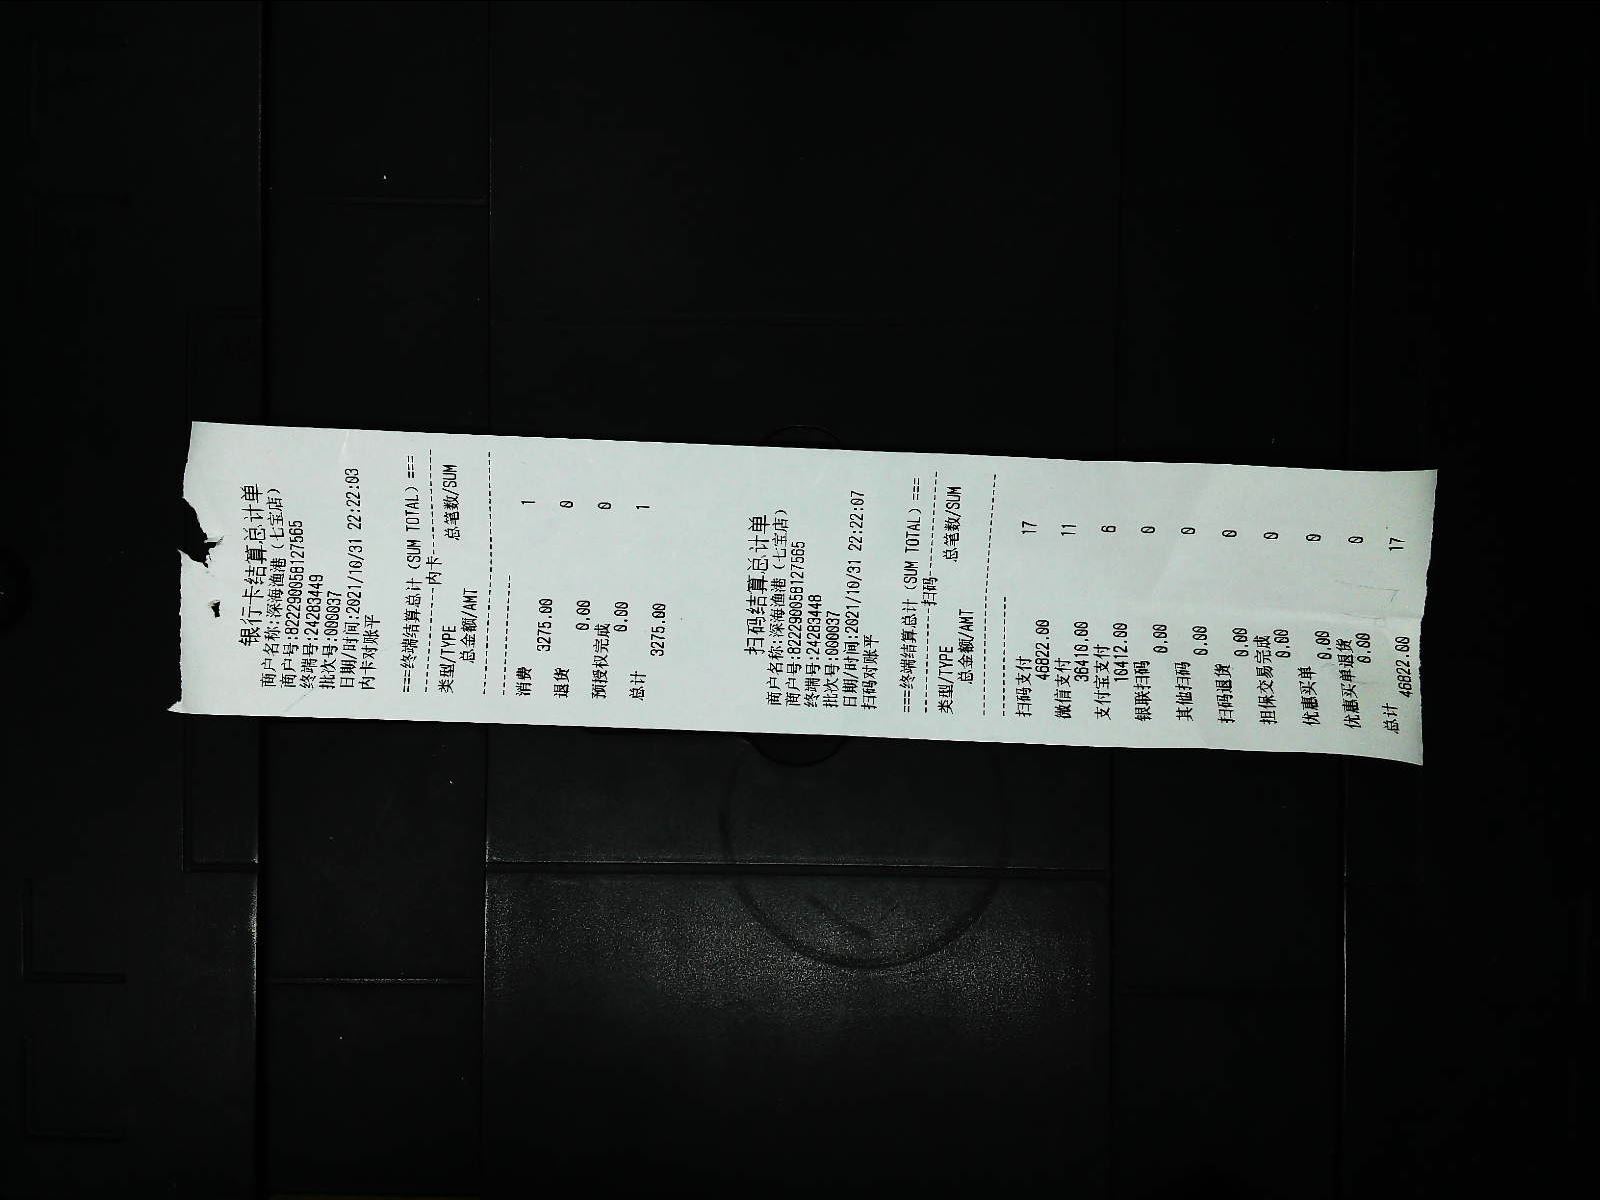 银行卡结算总计单
商户名称:深海渔港（七宝店）
商户号:822290058127565
终端号:24283449
批次号:000037
日期/时间:2021/10/31 22:22:03
内卡对账平
===终端结算总计（SUM TOTAL）===
----------------内卡----------------
类型/TYPE 总笔数/SUM
总金额/AMT
消费 1
3275.00
退货 0
0.00
预授权完成 0
0.00
总计 1
3275.00
扫码结算总计单
商户名称:深海渔港（七宝店）
商户号:822290058127565
终端号:24283448
批次号:000037
日期/时间:2021/10/31 22:22:07
扫码对账平
===终端结算总计（SUM TOTAL）===
----------------扫码----------------
类型/TYPE 总笔数/SUM
总金额/AMT
扫码支付 17
46822.00
微信支付 11
36410.00
支付宝支付 6
10412.00
银联扫码 0
0.00
其他扫码 0
0.00
扫码退货 0
0.00
担保交易完成 0
0.00
优惠买单 0
0.00
优惠买单退货 0
0.00
总计 17
46822.00